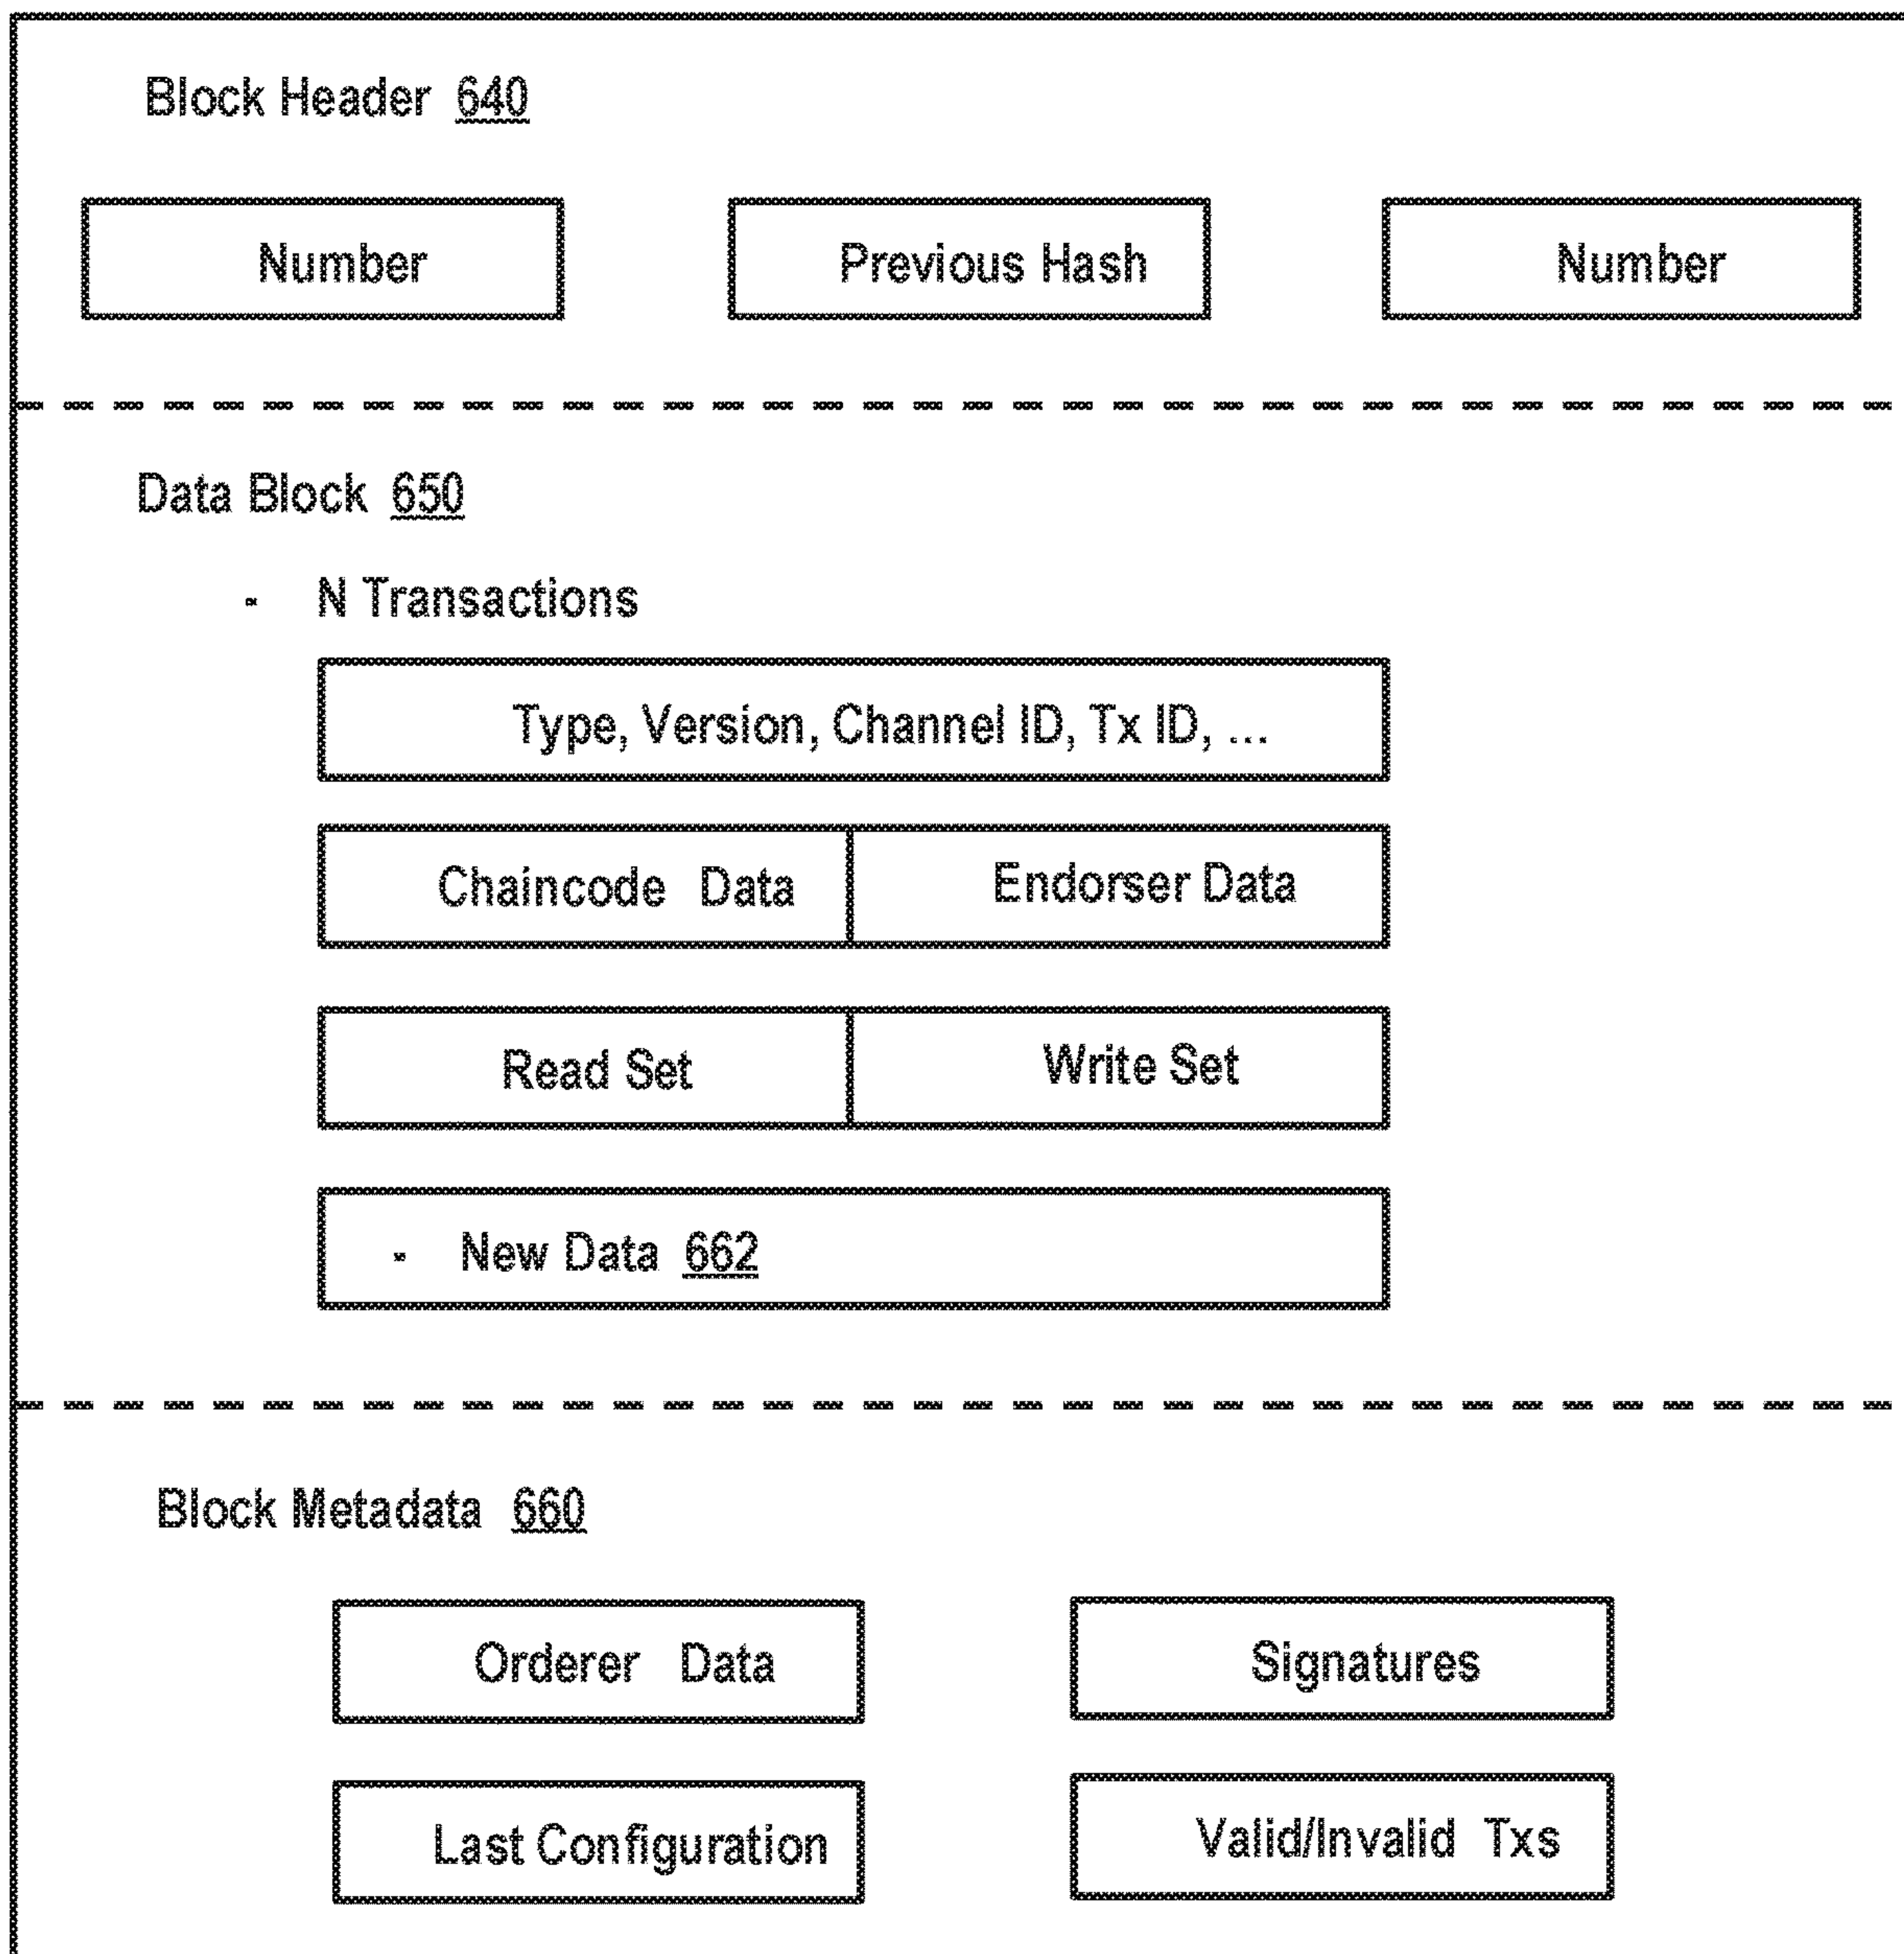 Block Header 640
Number Previous Hash Number
Data Block 650
- N Transactions
Type, Version, Channel ID, Tx ID, ...
Chaincode Data Endorser Data
Read Set Write Set
- New Data 662
Block Metadata 660
Orderer Data Signatures
Last Configuration Valid/Invalid Txs